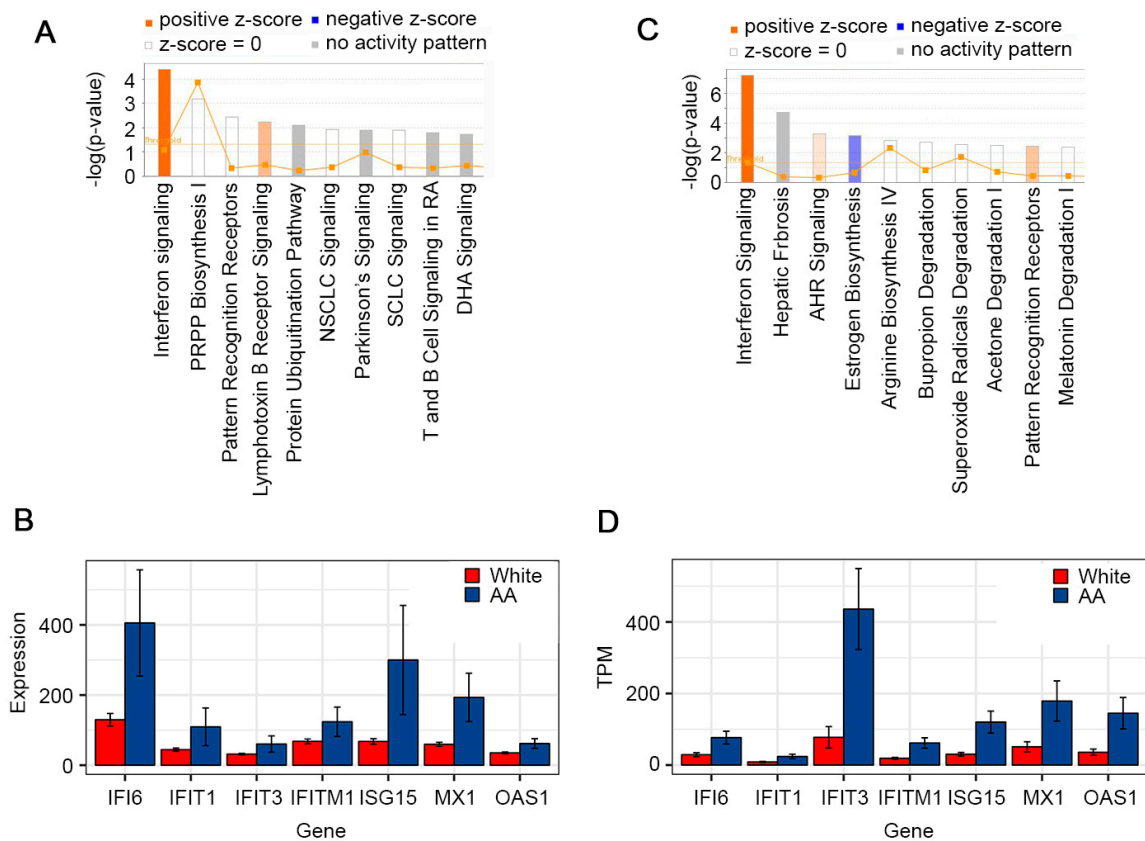 A
positive z-score
negative z-score
z-score = 0
no activity pattern
-log(p-value)
4
3
2
1
0
Threshold
Interferon signaling
PRPP Biosynthesis I
Pattern Recognition Receptors
Lymphotoxin B Receptor Signaling
Protein Ubiquitination Pathway
NSCLC Signaling
Parkinson's Signaling
SCLC Signaling
T and B Cell Signaling in RA
DHA Signaling
C
positive z-score
negative z-score
z-score = 0
no activity pattern
-log(p-value)
6
4
2
0
Threshold
Interferon Signaling
Hepatic Frbrosis
AHR Signaling
Estrogen Biosynthesis
Arginine Biosynthesis IV
Bupropion Degradation
Superoxide Radicals Degradation
Acetone Degradation I
Pattern Recognition Receptors
Melatonin Degradation I
B
White
AA
Expression
400
200
0
IFI6 IFIT1 IFIT3 IFITM1 ISG15 MX1 OAS1
Gene
D
White
AA
TPM
400
200
0
IFI6 IFIT1 IFIT3 IFITM1 ISG15 MX1 OAS1
Gene